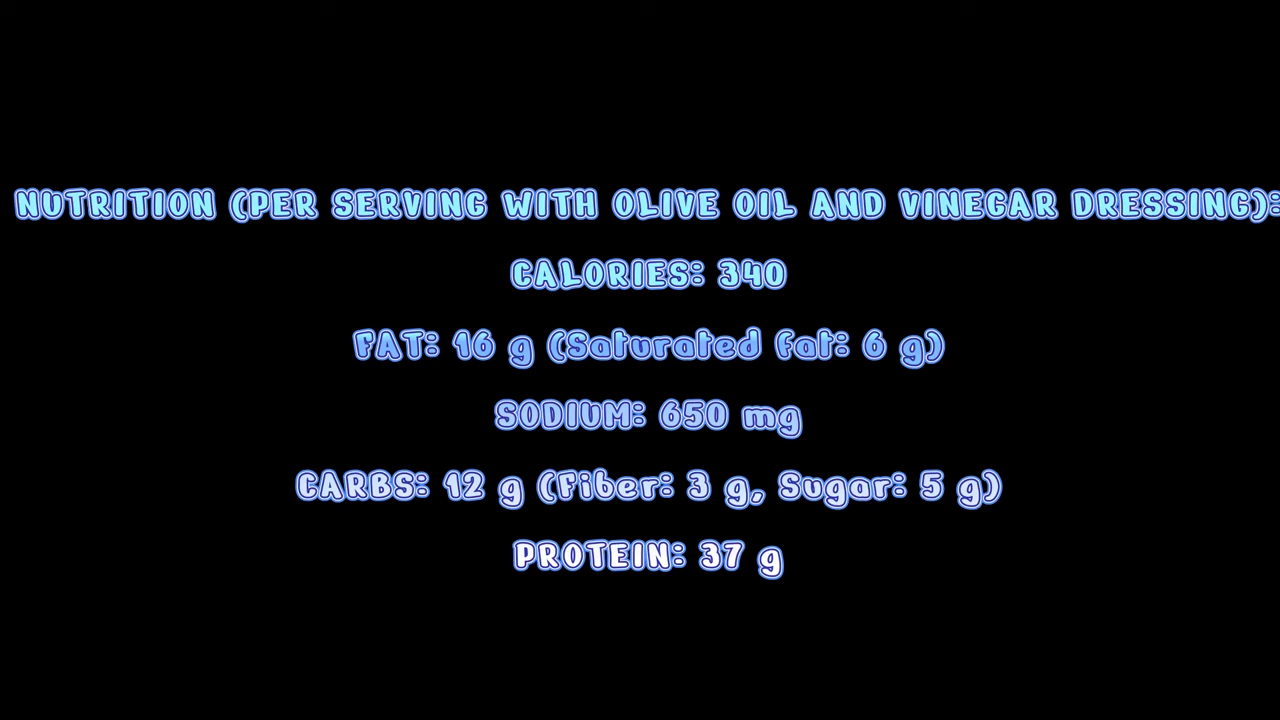 NUTRITION (PER SERVING WITH OLIVE OIL AND VINEGAR DRESSING):
CALORIES: 340
FAT: 16 g (Saturated fat: 6 g)
SODIUM: 650 mg
CARBS: 12 g (Fiber: 3 g, Sugar: 5 g)
PROTEIN: 37 g